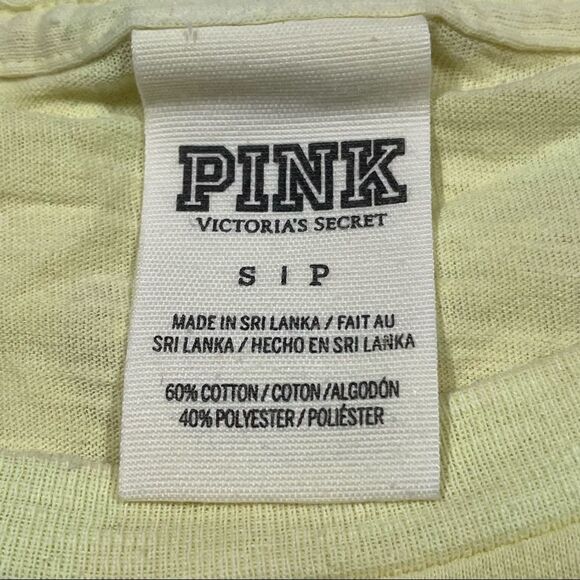 PINK
VICTORIA'S SECRET
S | P
MADE IN SRI LANKA / FAIT AU
SRI LANKA / HECHO EN SRI LANKA
60% COTTON / COTON / ALGODÓN
40% POLYESTER / POLIÉSTER